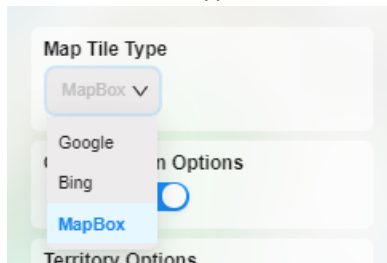 Map Tile Type
MapBox
Google
n Options
Bing
MapBox
Territory Options